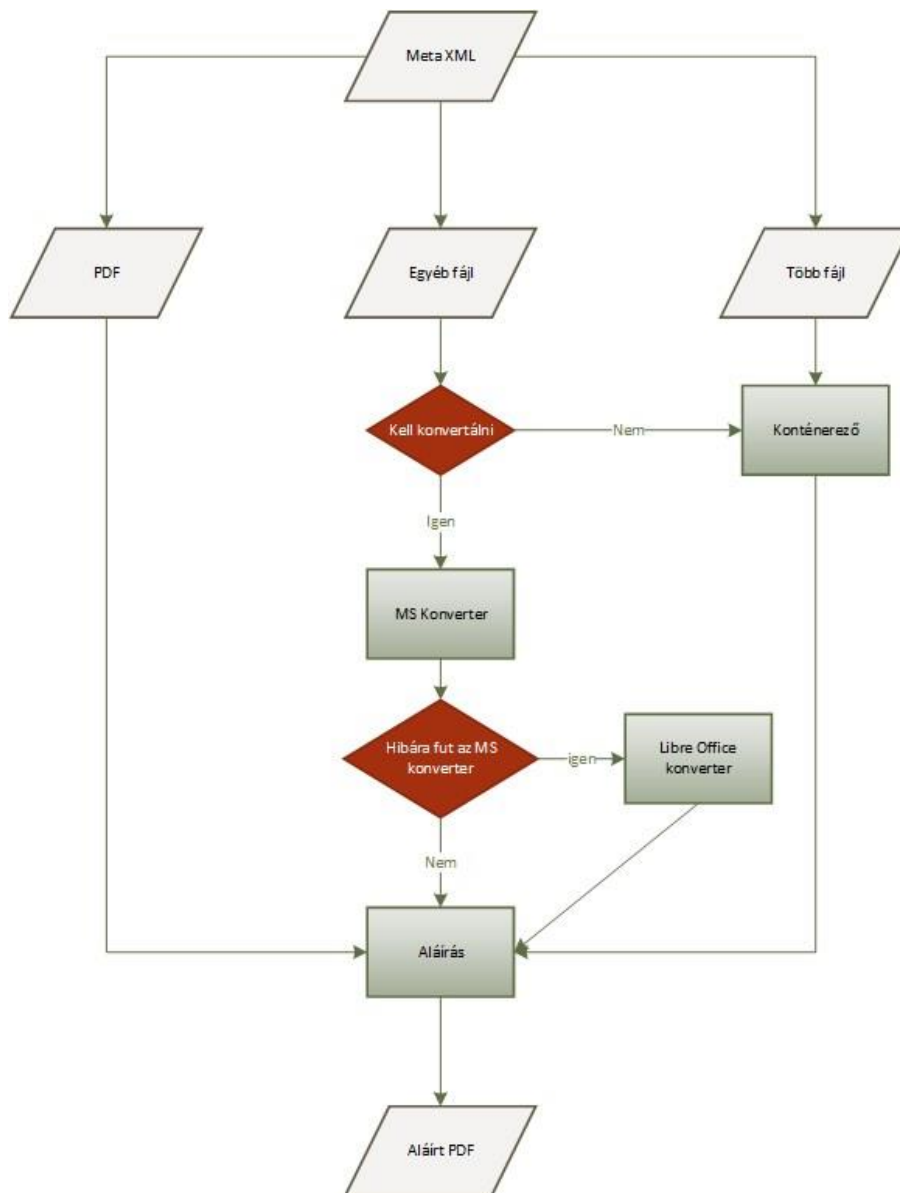 Meta XML
PDF
Egyéb fájl
Több fájl
Kell konvertálni
Nem
Konténerező
Igen
MS Konverter
Hibára fut az MS
konverter
igen
Libre Office
konverter
Nem
Aláírás
Aláírt PDF